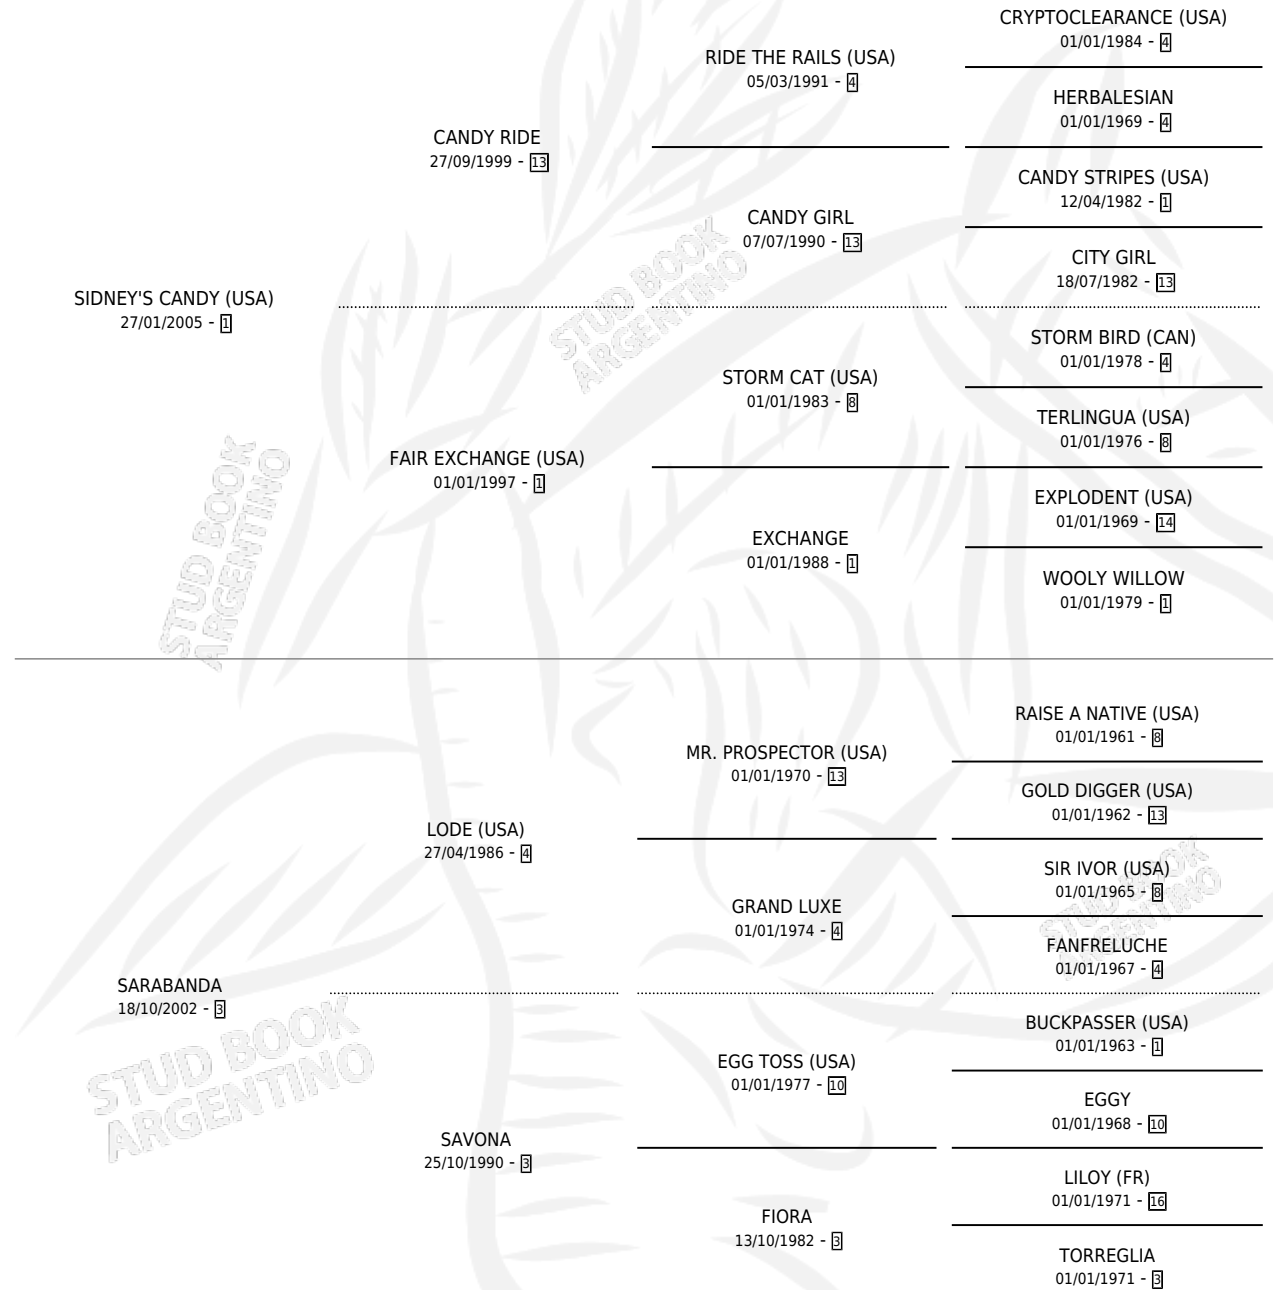 CRYPTOCLEARANCE (USA)
01/01/1984 - 4
RIDE THE RAILS (USA)
05/03/1991 - 4
HERBALESIAN
01/01/1969 - 4
CANDY RIDE
27/09/1999 - 13
CANDY STRIPES (USA)
12/04/1982 - 1
CANDY GIRL
07/07/1990 - 13
CITY GIRL
18/07/1982 - 13
SIDNEY'S CANDY (USA)
27/01/2005 - 1
STORM BIRD (CAN)
01/01/1978 - 4
STORM CAT (USA)
01/01/1983 - 8
TERLINGUA (USA)
01/01/1976 - 8
FAIR EXCHANGE (USA)
01/01/1997 - 1
EXPLODENT (USA)
01/01/1969 - 14
EXCHANGE
01/01/1988 - 1
WOOLY WILLOW
01/01/1979 - 1
RAISE A NATIVE (USA)
01/01/1961 - 8
MR. PROSPECTOR (USA)
01/01/1970 - 13
GOLD DIGGER (USA)
01/01/1962 - 13
LODE (USA)
27/04/1986 - 4
SIR IVOR (USA)
01/01/1965 - 8
GRAND LUXE
01/01/1974 - 4
FANFRELUCHE
01/01/1967 - 4
SARABANDA
18/10/2002 - 3
BUCKPASSER (USA)
01/01/1963 - 1
EGG TOSS (USA)
01/01/1977 - 10
EGGY
01/01/1968 - 10
SAVONA
25/10/1990 - 3
LILOY (FR)
01/01/1971 - 16
FIORA
13/10/1982 - 3
TORREGLIA
01/01/1971 - 3
STUD BOOK
ARGENTINO
STUD BOOK
ARGENTINO
STUD BOOK
ARGENTINO
STUD BOOK
ARGENTINO